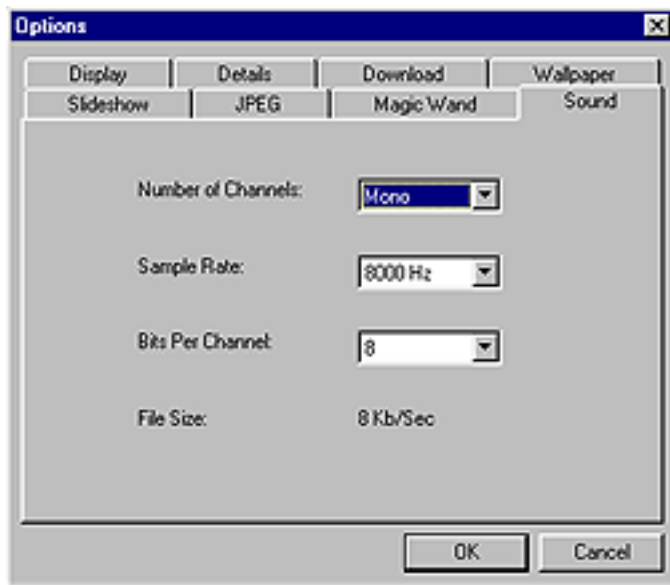 Options
Display Details Download Wallpaper
Slideshow JPEG Magic Wand Sound
Number of Channels: Mono
Sample Rate: 8000 Hz
Bits Per Channel: 8
File Size: 8 Kb/Sec
OK Cancel